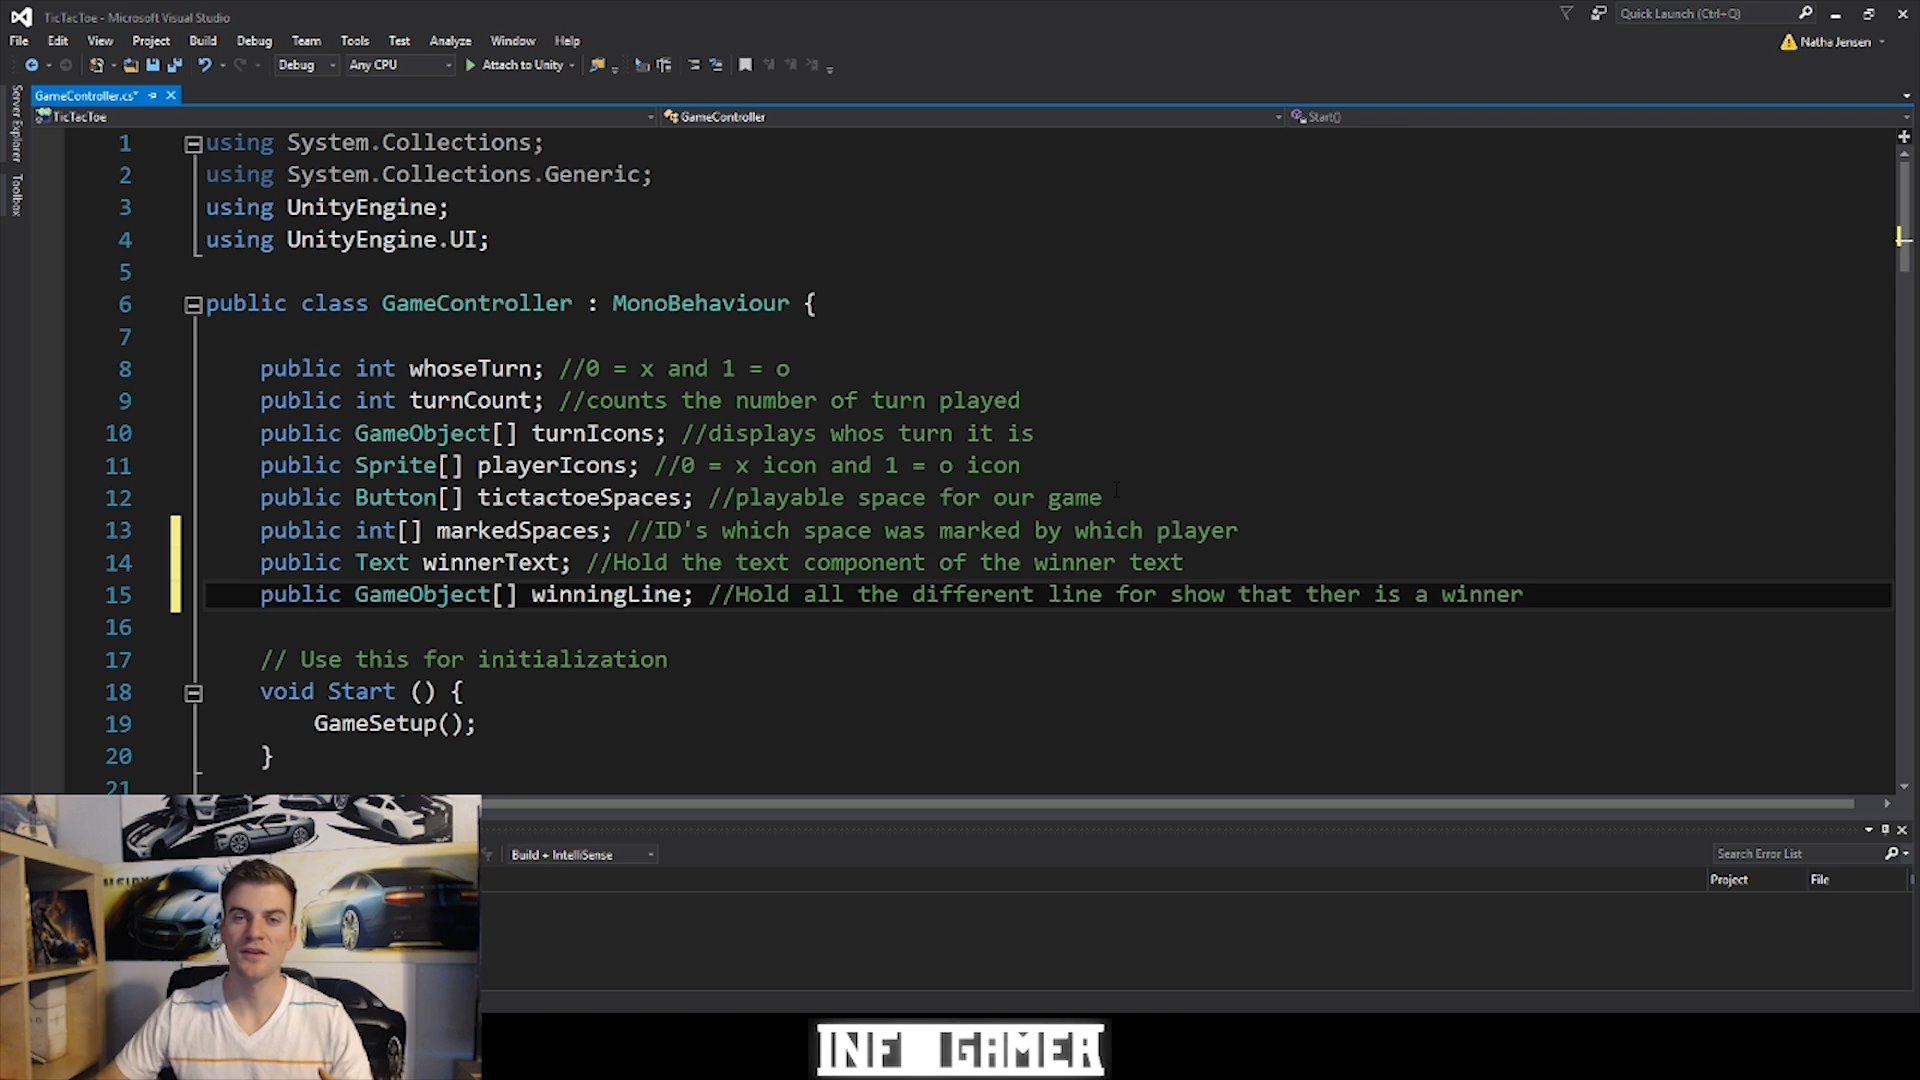 TicTacToe - Microsoft Visual Studio
Quick Launch (Ctrl+Q)
File Edit View Project Build Debug Team Tools Test Analyze Window Help
Natha Jensen
Debug Any CPU Attach to Unity
Server Explorer
Toolbox
GameController.cs*
TicTacToe GameController Start()
1 using System.Collections;
2 using System.Collections.Generic;
3 using UnityEngine;
4 using UnityEngine.UI;
5
6 public class GameController : MonoBehaviour {
7
8 public int whoseTurn; //0 = x and 1 = o
9 public int turnCount; //counts the number of turn played
10 public GameObject[] turnIcons; //displays whos turn it is
11 public Sprite[] playerIcons; //0 = x icon and 1 = o icon
12 public Button[] tictactoeSpaces; //playable space for our game
13 public int[] markedSpaces; //ID's which space was marked by which player
14 public Text winnerText; //Hold the text component of the winner text
15 public GameObject[] winningLine; //Hold all the different line for show that ther is a winner
16
17 // Use this for initialization
18 void Start () {
19 GameSetup();
20 }
21
Build + IntelliSense
Search Error List
Project File
INF GAMER